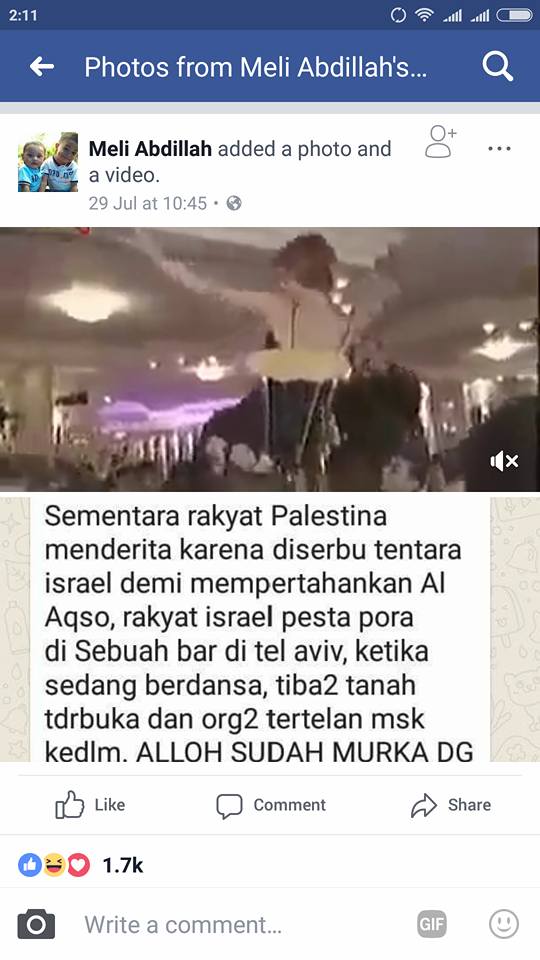 2:11
Photos from Meli Abdillah's...
Meli Abdillah added a photo and
a video.
29 Jul at 10:45
Sementara rakyat Palestina
menderita karena diserbu tentara
israel demi mempertahankan Al
Aqso, rakyat israel pesta pora
di Sebuah bar di tel aviv, ketika
sedang berdansa, tiba2 tanah
tdrbuka dan org2 tertelan msk
kedlm. ALLOH SUDAH MURKA DG
Like
Comment
Share
1.7k
Write a comment...
GIF